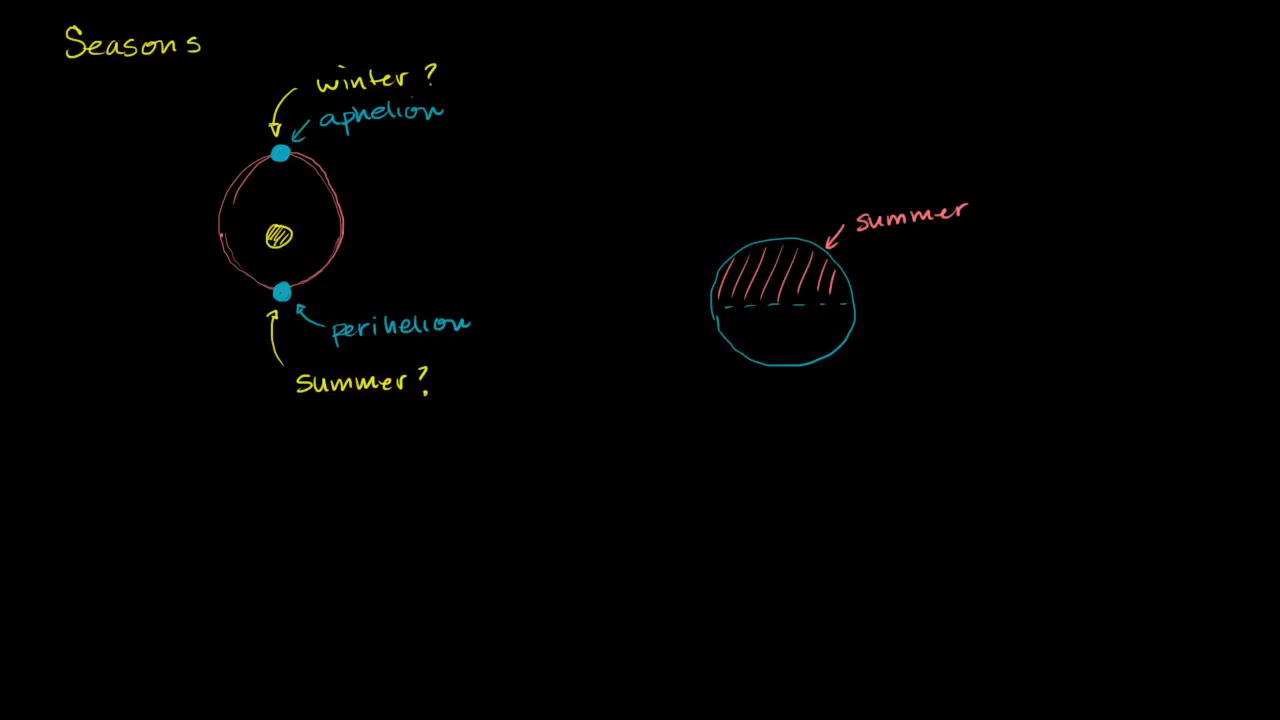 Seasons
winter?
aphelion
summer
perihelion
summer?